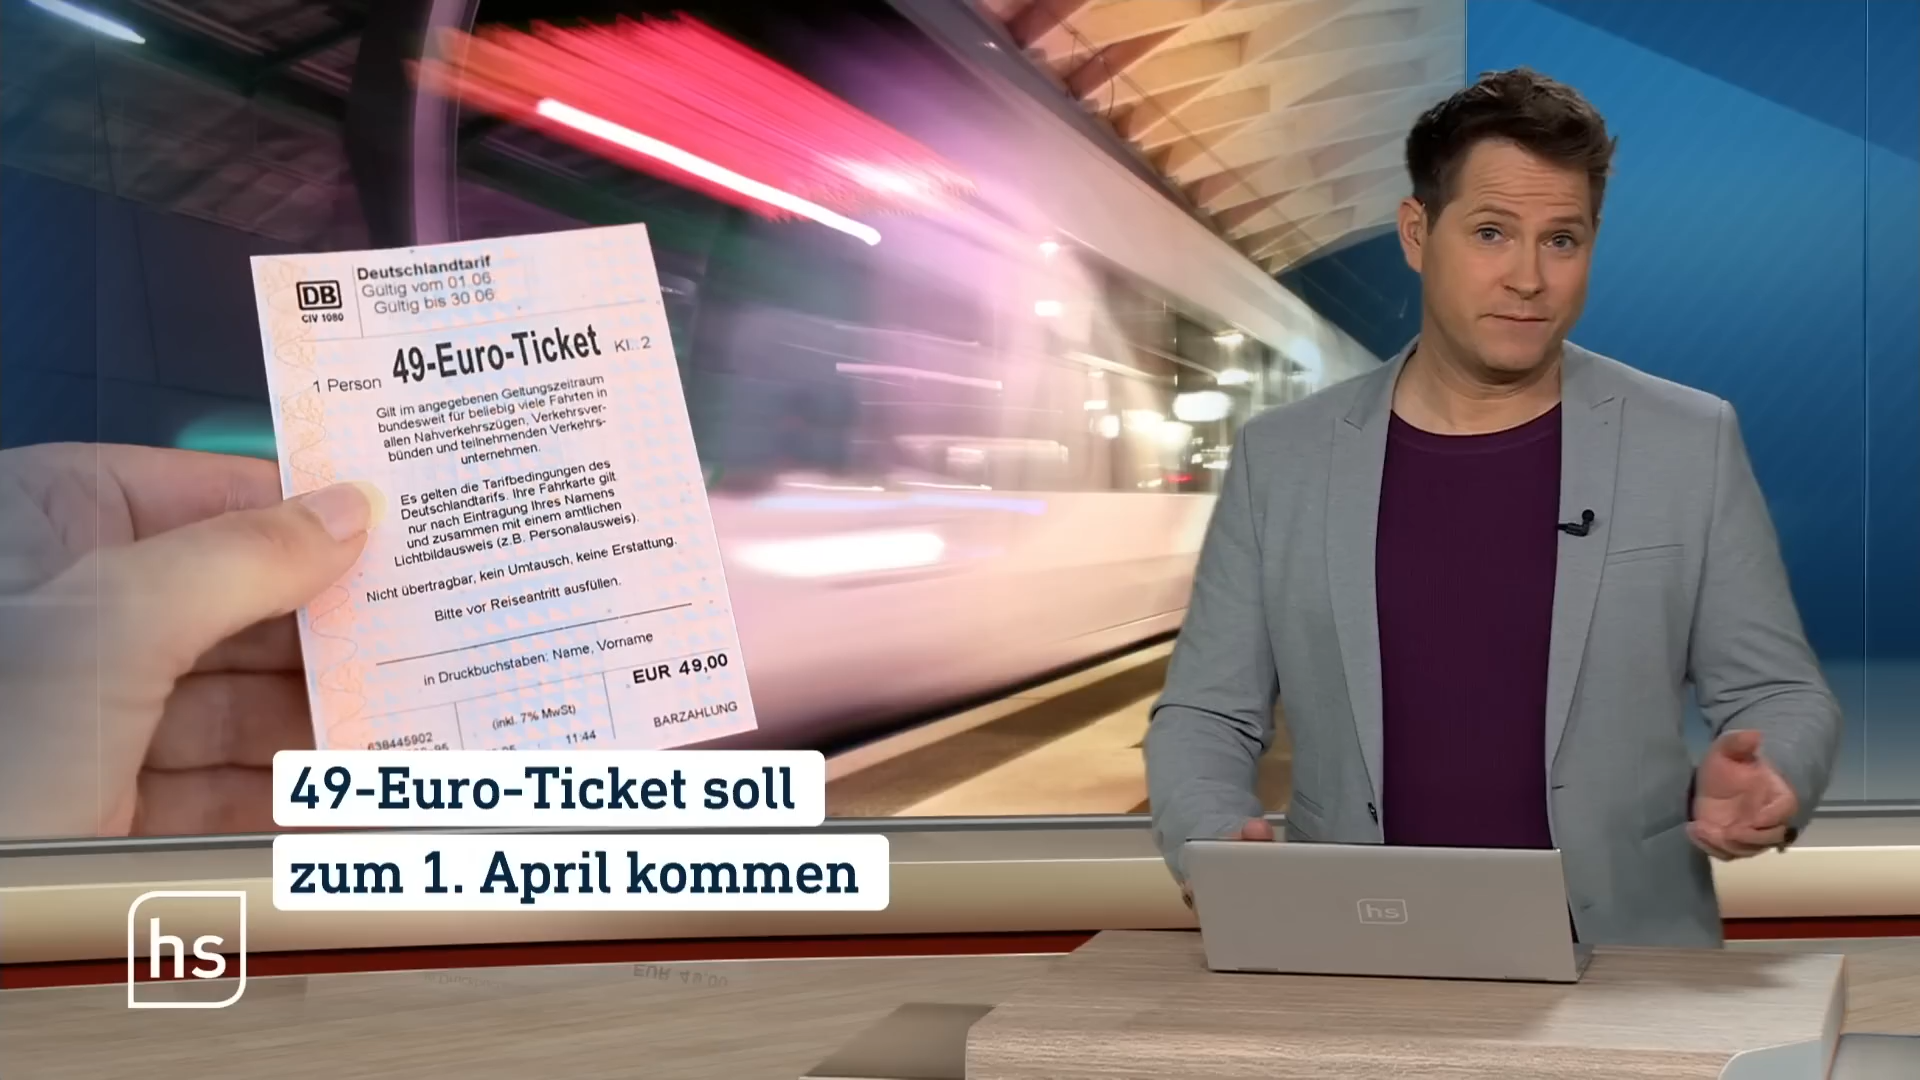 DB
CIV 1080
Deutschlandtarif
Gültig vom 01.06.
Gültig bis 30.06
1 Person 49-Euro-Ticket Kl. 2
Gilt im angegebenen Geltungszeitraum
bundesweit für beliebig viele Fahrten in
allen Nahverkehrszügen, Verkehrsver-
bünden und teilnehmenden Verkehrs-
unternehmen.
Es gelten die Tarifbedingungen des
Deutschlandtarifs. Ihre Fahrkarte gilt
nur nach Eintragung Ihres Namens
und zusammen mit einem amtlichen
Lichtbildausweis (z.B. Personalausweis).
Nicht übertragbar, kein Umtausch, keine Erstattung.
Bitte vor Reiseantritt ausfüllen.
in Druckbuchstaben: Name, Vorname
EUR 49,00
(inkl. 7% MwSt)
BARZAHLUNG
638445902
11:44
49-Euro-Ticket soll
zum 1. April kommen
hs
hs